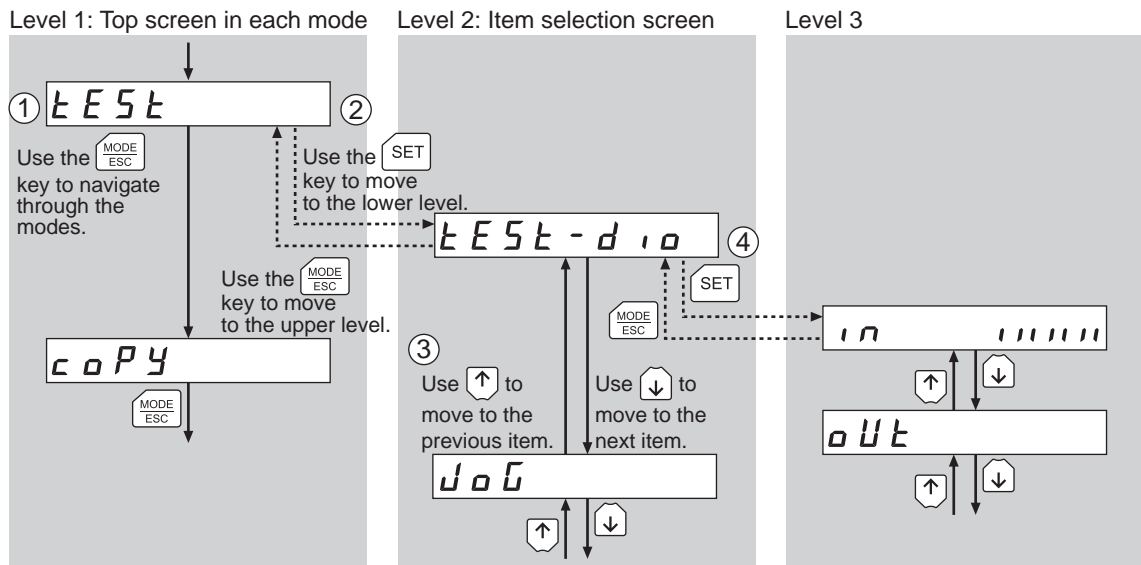 Level 1: Top screen in each mode
Level 2: Item selection screen
Level 3
1
tESt
2
Use the MODE ESC
key to navigate
through the
modes.
Use the SET
key to move
to the lower level.
tESt-dio
4
SET
Use the MODE ESC
key to move
to the upper level.
MODE
ESC
in
coPY
MODE
ESC
3
Use ↑ to
move to the
previous item.
Use ↓ to
move to the
next item.
↑
↓
oUt
↑
↓
JoG
↑
↓